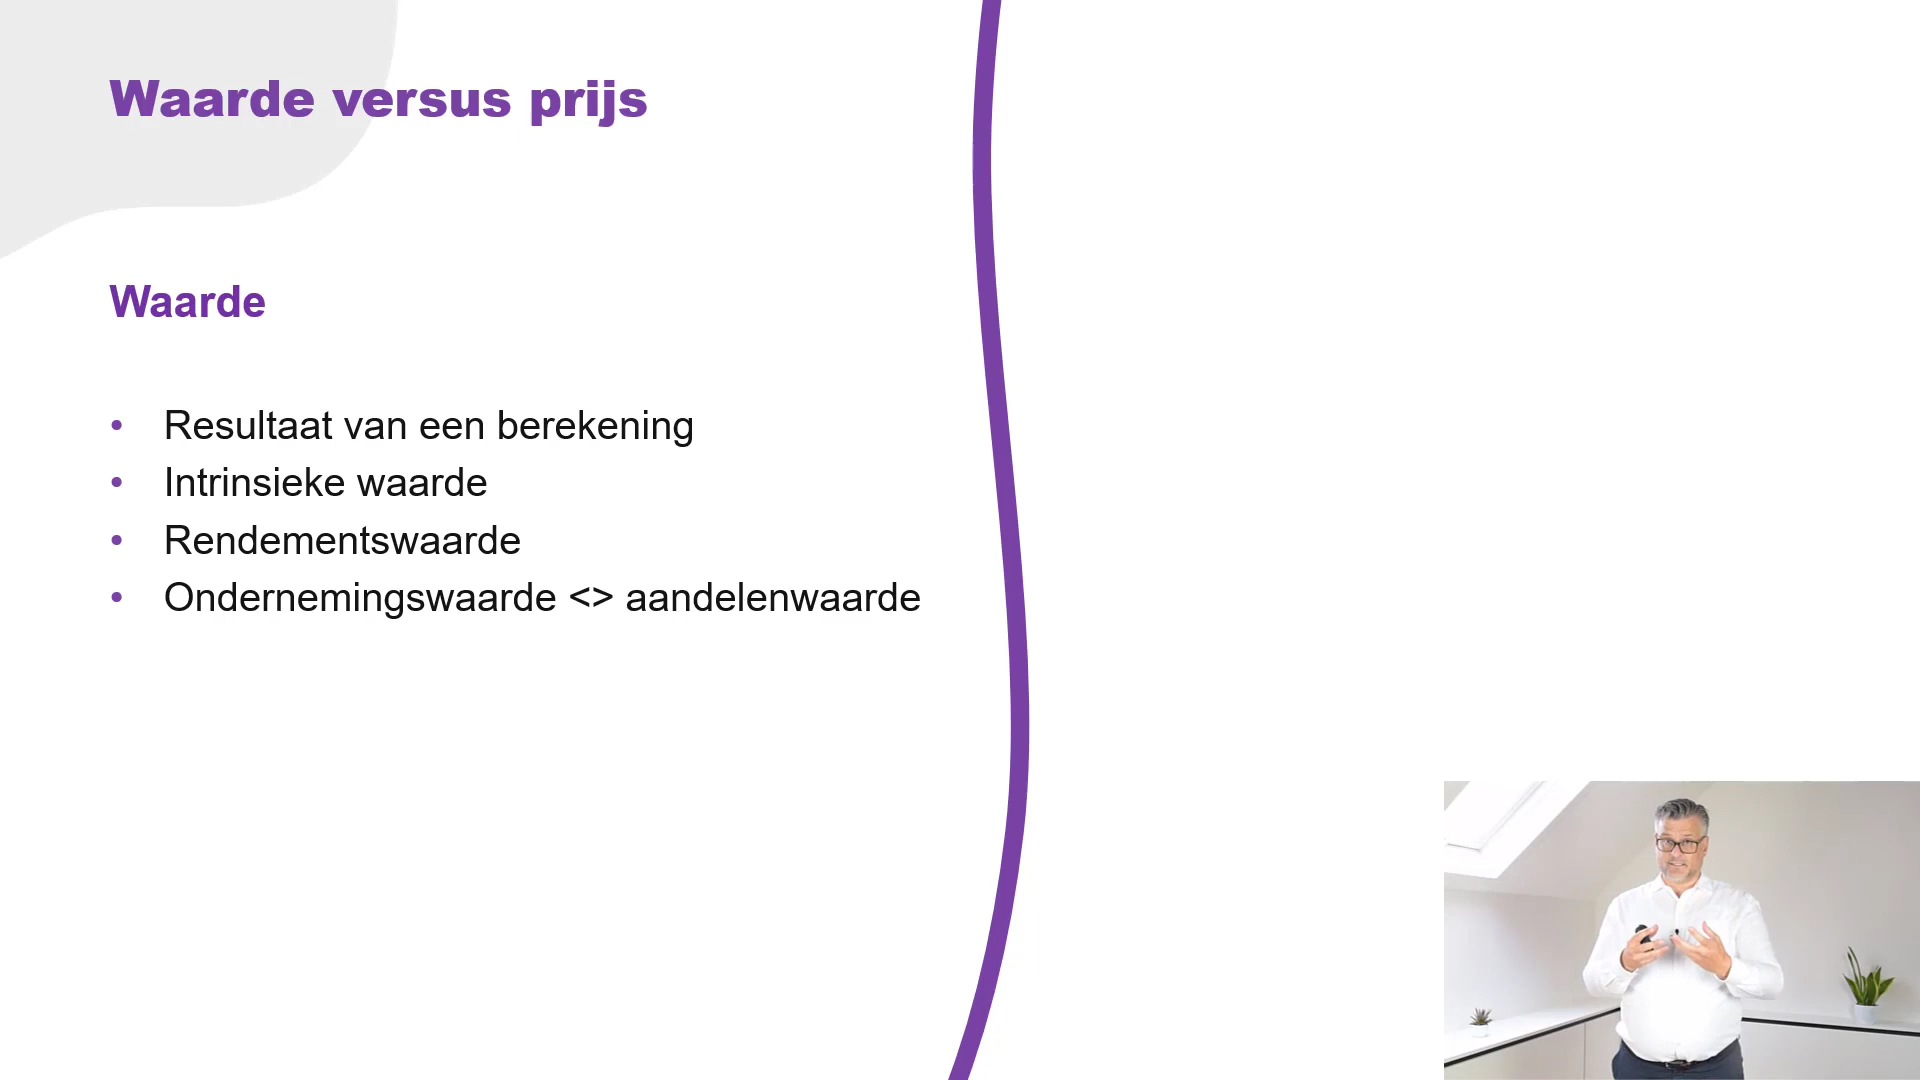 Waarde versus prijs
Waarde
• Resultaat van een berekening
• Intrinsieke waarde
• Rendementswaarde
• Ondernemingswaarde <> aandelenwaarde